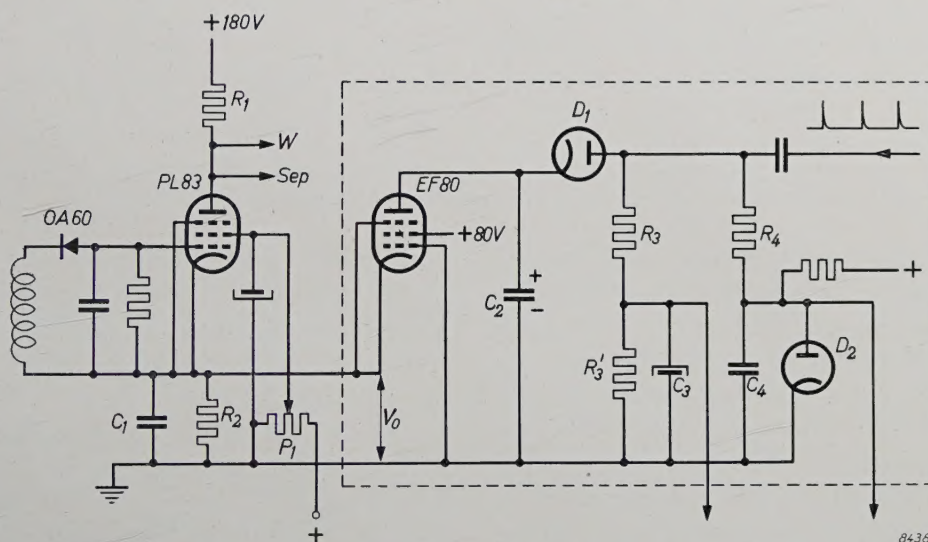 +180V
R1
W
Sep
PL83
OA60
C1
R2
P1
+
V0
EF80
+80V
D1
C2
+
−
R3
R3'
C3
R4
+
D2
C4
8438